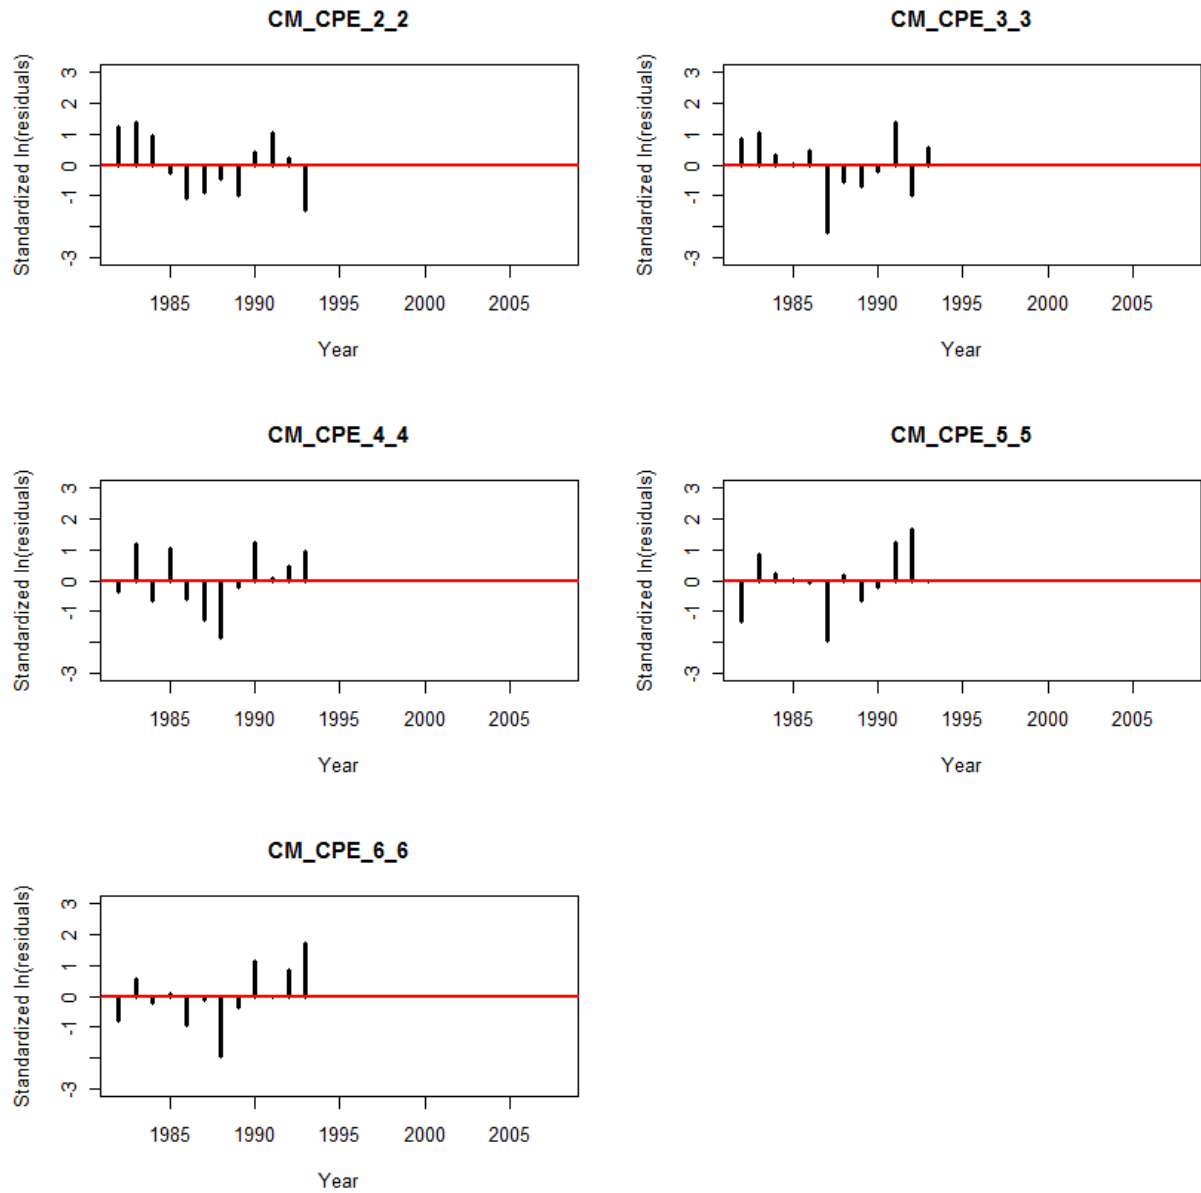 CM_CPE_2_2
Standardized ln(residuals)
3
2
1
0
-1
-3
1985 1990 1995 2000 2005
Year
CM_CPE_3_3
Standardized ln(residuals)
3
2
1
0
-1
-3
1985 1990 1995 2000 2005
Year
CM_CPE_4_4
Standardized ln(residuals)
3
2
1
0
-1
-3
1985 1990 1995 2000 2005
Year
CM_CPE_5_5
Standardized ln(residuals)
3
2
1
0
-1
-3
1985 1990 1995 2000 2005
Year
CM_CPE_6_6
Standardized ln(residuals)
3
2
1
0
-1
-3
1985 1990 1995 2000 2005
Year